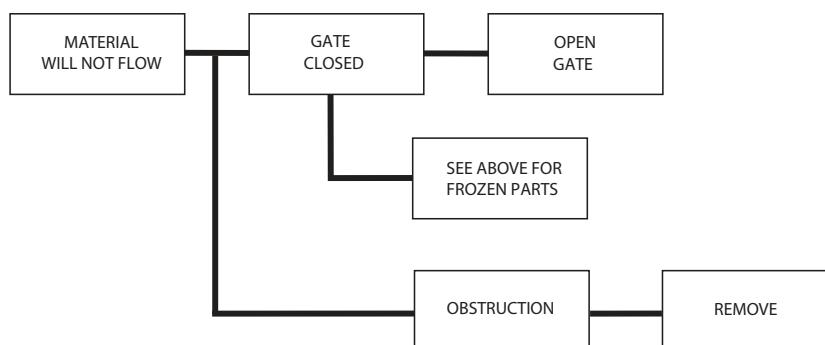 MATERIAL
WILL NOT FLOW
GATE
CLOSED
OPEN
GATE
SEE ABOVE FOR
FROZEN PARTS
OBSTRUCTION
REMOVE